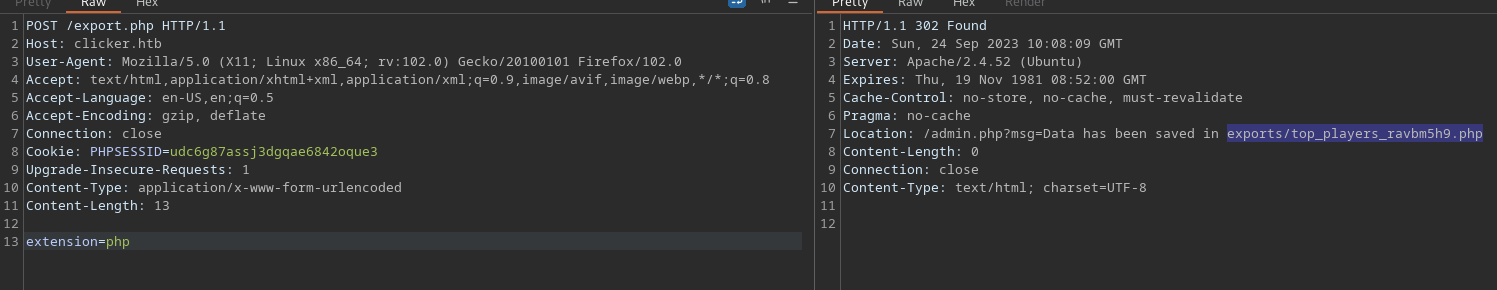 Pretty Raw Hex \n
1 POST /export.php HTTP/1.1
2 Host: clicker.htb
3 User-Agent: Mozilla/5.0 (X11; Linux x86_64; rv:102.0) Gecko/20100101 Firefox/102.0
4 Accept: text/html,application/xhtml+xml,application/xml;q=0.9,image/avif,image/webp,*/*;q=0.8
5 Accept-Language: en-US,en;q=0.5
6 Accept-Encoding: gzip, deflate
7 Connection: close
8 Cookie: PHPSESSID=udc6g87assj3dgqae6842oque3
9 Upgrade-Insecure-Requests: 1
10 Content-Type: application/x-www-form-urlencoded
11 Content-Length: 13
12
13 extension=php
Pretty Raw Hex Render
1 HTTP/1.1 302 Found
2 Date: Sun, 24 Sep 2023 10:08:09 GMT
3 Server: Apache/2.4.52 (Ubuntu)
4 Expires: Thu, 19 Nov 1981 08:52:00 GMT
5 Cache-Control: no-store, no-cache, must-revalidate
6 Pragma: no-cache
7 Location: /admin.php?msg=Data has been saved in exports/top_players_ravbm5h9.php
8 Content-Length: 0
9 Connection: close
10 Content-Type: text/html; charset=UTF-8
11
12